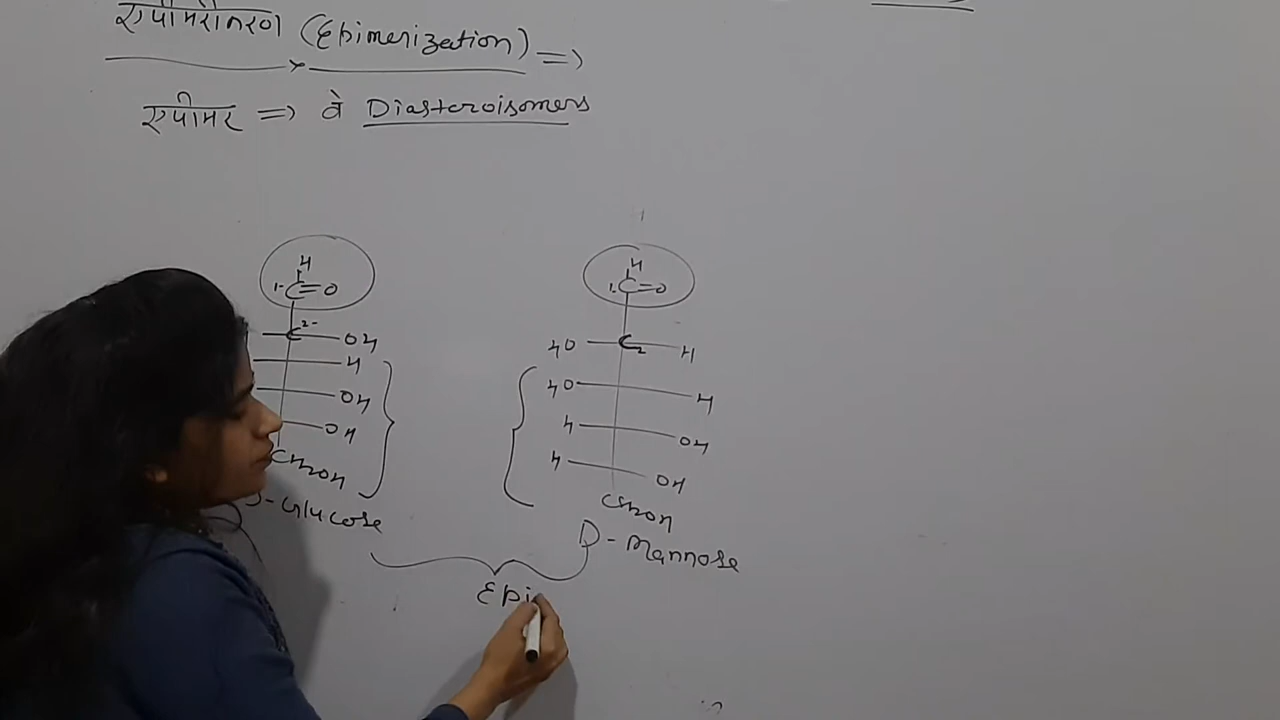 एपीमरीकरण (Epimerization) =>
एपीमर => वे Diasteroisomers
H
1. C=O
C 2- OH
H
OH
OH
CH2OH
D-Glucose
H
1. C=O
HO C2 H
HO H
H OH
H OH
CH2OH
D-Mannose
Epi